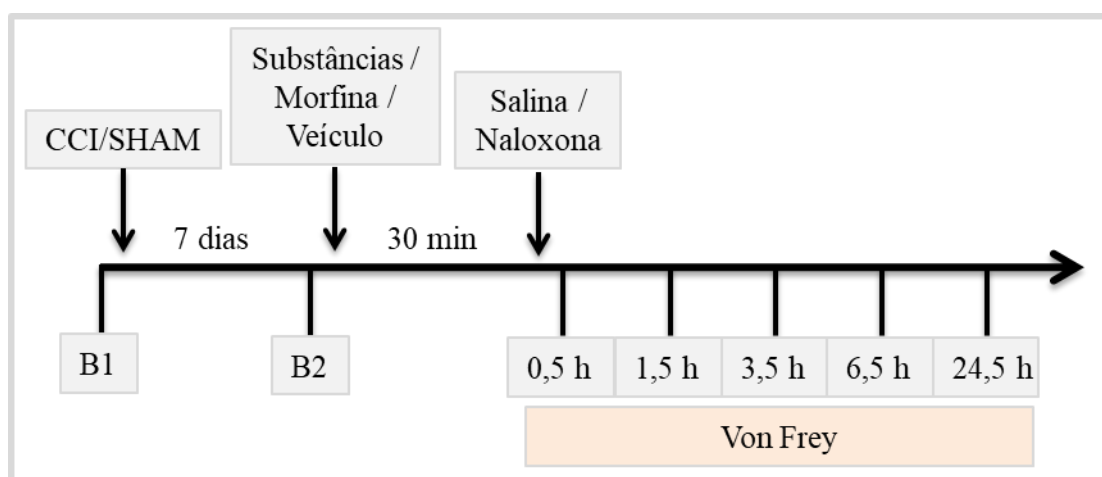 CCI/SHAM
Substâncias /
Morfina /
Veículo
Salina /
Naloxona
7 dias
30 min
B1
B2
0,5 h
1,5 h
3,5 h
6,5 h
24,5 h
Von Frey